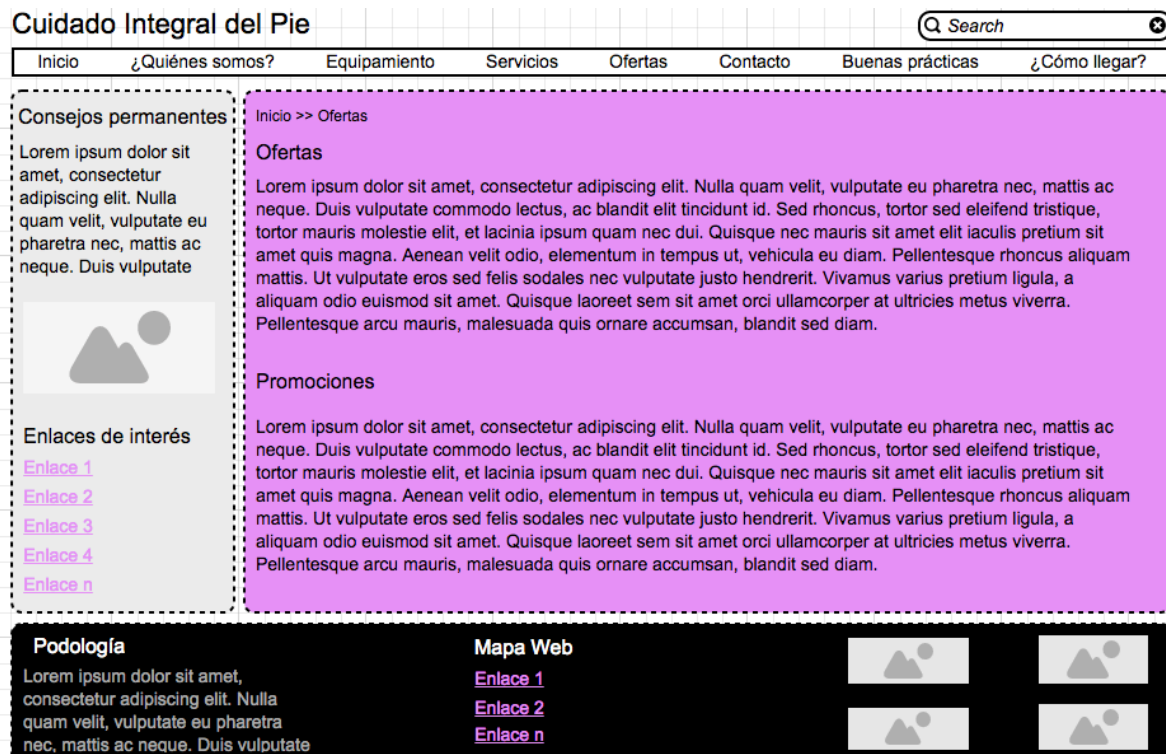 Cuidado Integral del Pie
Search
Inicio ¿Quiénes somos? Equipamiento Servicios Ofertas Contacto Buenas prácticas ¿Cómo llegar?
Consejos permanentes
Lorem ipsum dolor sit
amet, consectetur
adipiscing elit. Nulla
quam velit, vulputate eu
pharetra nec, mattis ac
neque. Duis vulputate
Enlaces de interés
Enlace 1
Enlace 2
Enlace 3
Enlace 4
Enlace n
Inicio >> Ofertas
Ofertas
Lorem ipsum dolor sit amet, consectetur adipiscing elit. Nulla quam velit, vulputate eu pharetra nec, mattis ac
neque. Duis vulputate commodo lectus, ac blandit elit tincidunt id. Sed rhoncus, tortor sed eleifend tristique,
tortor mauris molestie elit, et lacinia ipsum quam nec dui. Quisque nec mauris sit amet elit iaculis pretium sit
amet quis magna. Aenean velit odio, elementum in tempus ut, vehicula eu diam. Pellentesque rhoncus aliquam
mattis. Ut vulputate eros sed felis sodales nec vulputate justo hendrerit. Vivamus varius pretium ligula, a
aliquam odio euismod sit amet. Quisque laoreet sem sit amet orci ullamcorper at ultricies metus viverra.
Pellentesque arcu mauris, malesuada quis ornare accumsan, blandit sed diam.
Promociones
Lorem ipsum dolor sit amet, consectetur adipiscing elit. Nulla quam velit, vulputate eu pharetra nec, mattis ac
neque. Duis vulputate commodo lectus, ac blandit elit tincidunt id. Sed rhoncus, tortor sed eleifend tristique,
tortor mauris molestie elit, et lacinia ipsum quam nec dui. Quisque nec mauris sit amet elit iaculis pretium sit
amet quis magna. Aenean velit odio, elementum in tempus ut, vehicula eu diam. Pellentesque rhoncus aliquam
mattis. Ut vulputate eros sed felis sodales nec vulputate justo hendrerit. Vivamus varius pretium ligula, a
aliquam odio euismod sit amet. Quisque laoreet sem sit amet orci ullamcorper at ultricies metus viverra.
Pellentesque arcu mauris, malesuada quis ornare accumsan, blandit sed diam.
Podología
Lorem ipsum dolor sit amet,
consectetur adipiscing elit. Nulla
quam velit, vulputate eu pharetra
nec, mattis ac neque. Duis vulputate
Mapa Web
Enlace 1
Enlace 2
Enlace n